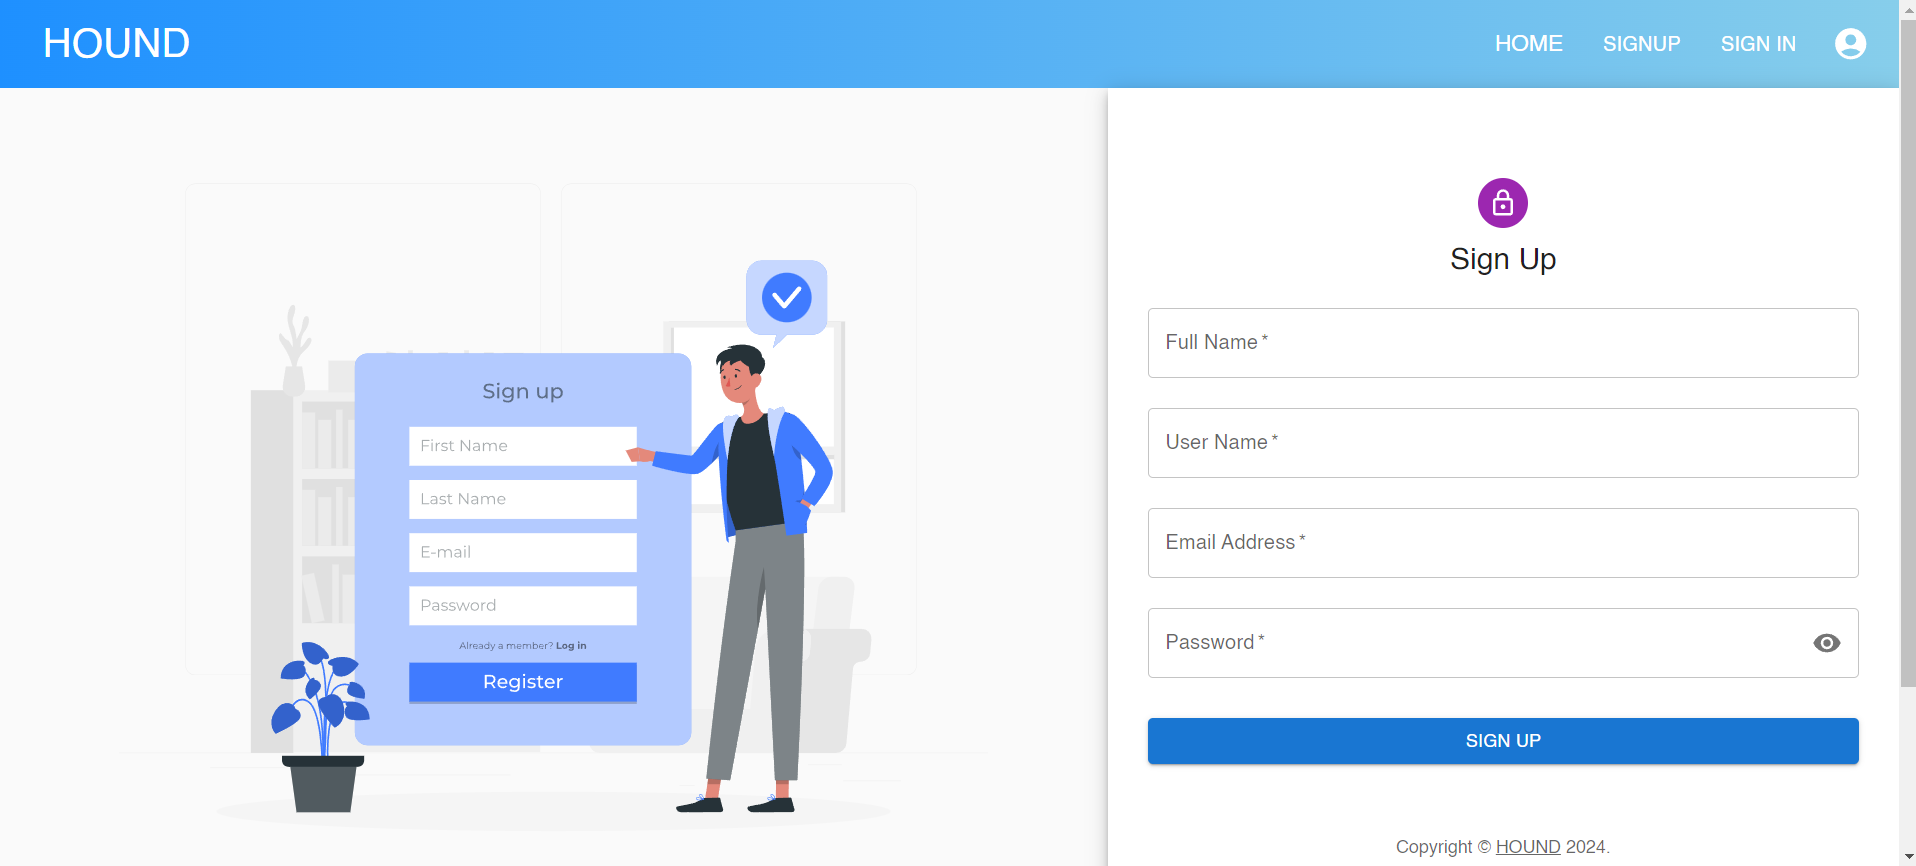 HOUND
HOME
SIGNUP
SIGN IN
Sign up
First Name
Last Name
E-mail
Password
Already a member? Log in
Register
Sign Up
Full Name *
User Name *
Email Address *
Password *
SIGN UP
Copyright © HOUND 2024.